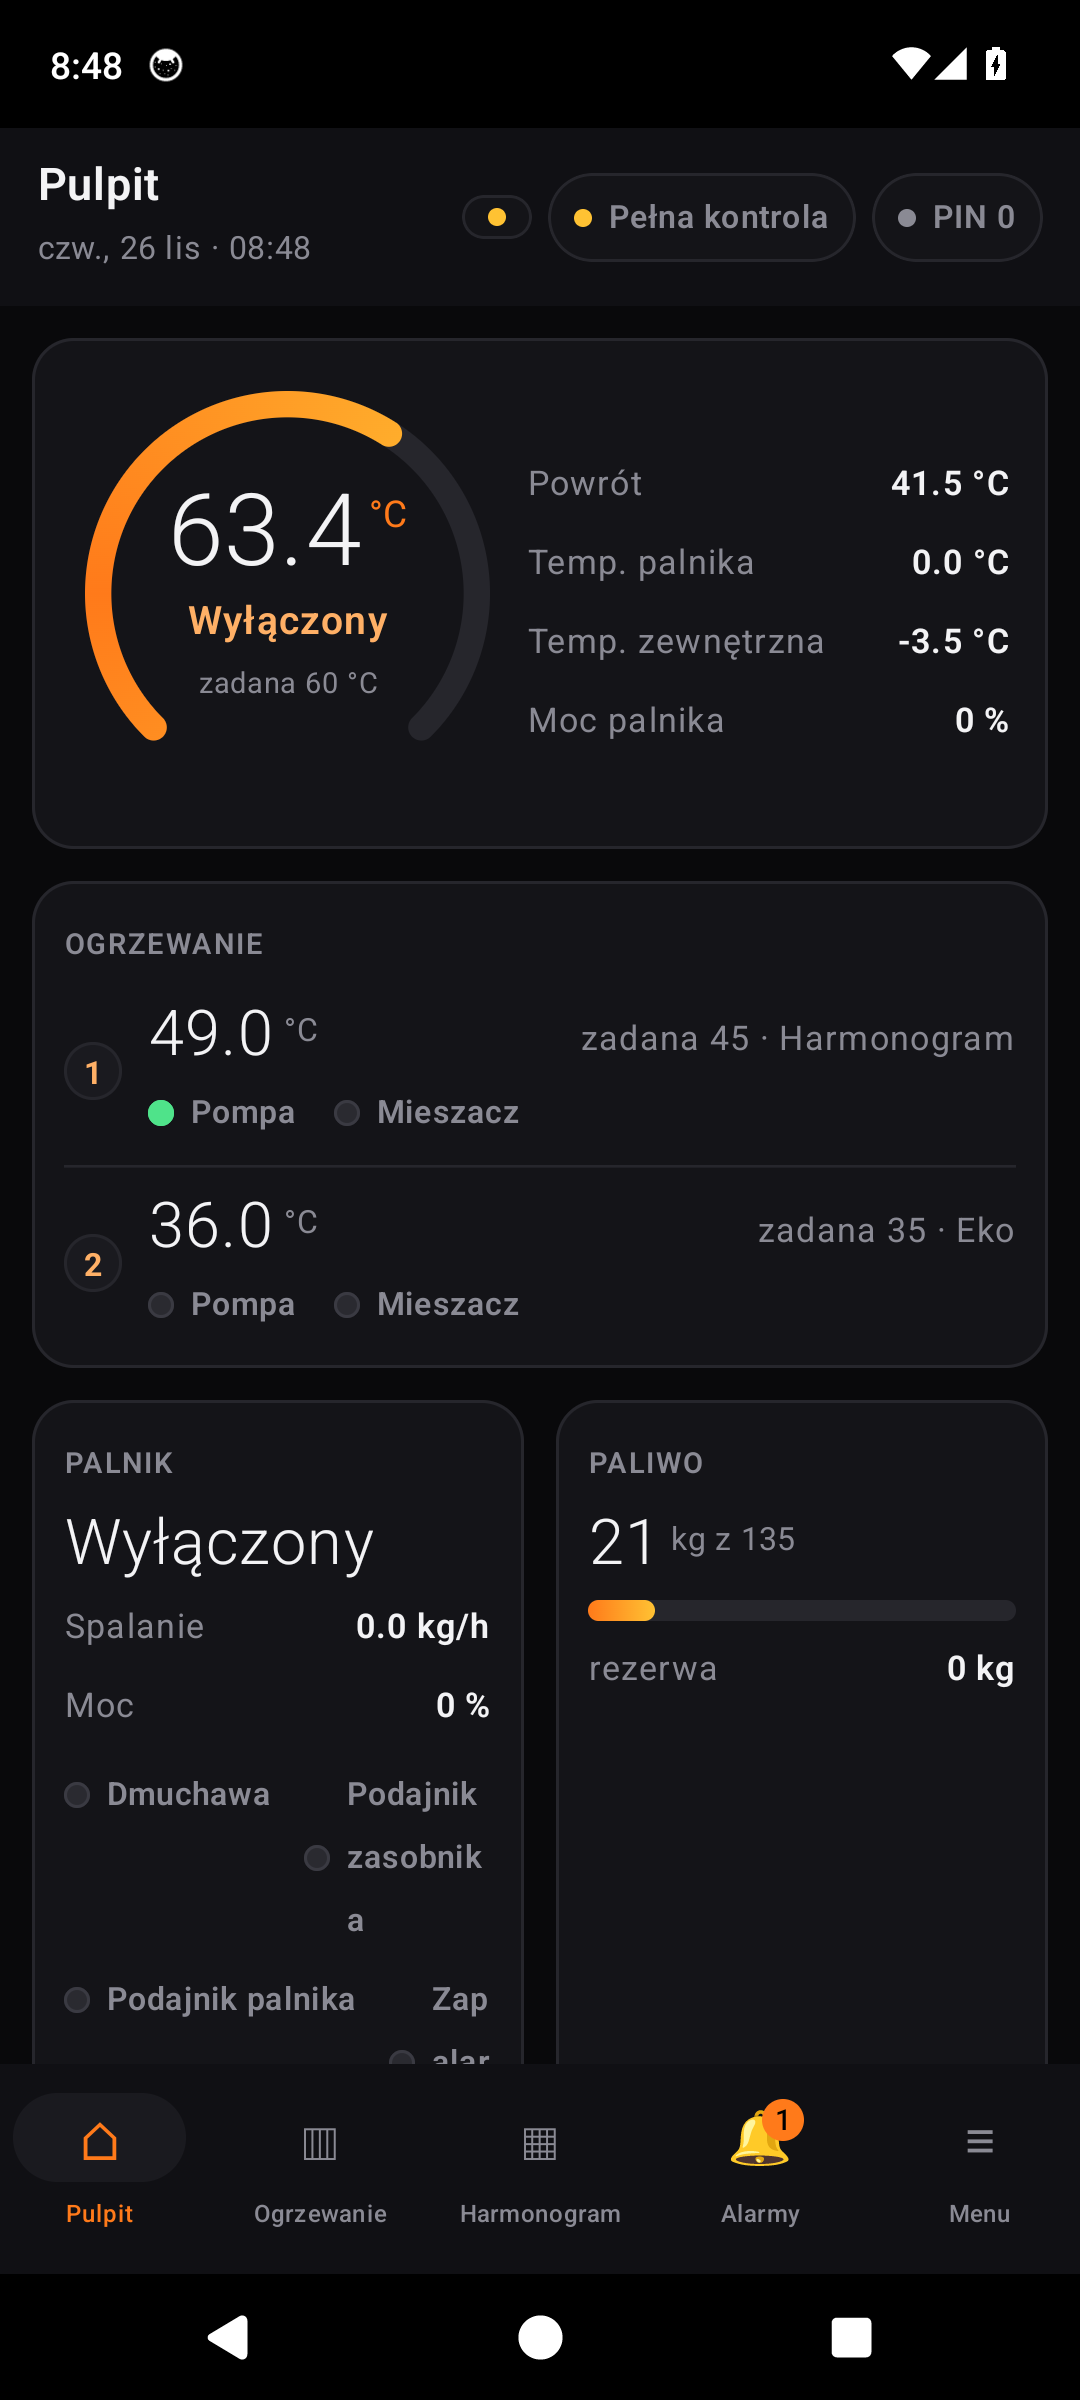 8:48
Pulpit
czw., 26 lis · 08:48
Pełna kontrola
PIN 0
63.4 °C
Wyłączony
zadana 60 °C
Powrót 41.5 °C
Temp. palnika 0.0 °C
Temp. zewnętrzna -3.5 °C
Moc palnika 0 %
OGRZEWANIE
1
49.0 °C
zadana 45 · Harmonogram
Pompa Mieszacz
2
36.0 °C
zadana 35 · Eko
Pompa Mieszacz
PALNIK
Wyłączony
Spalanie 0.0 kg/h
Moc 0 %
Dmuchawa
Podajnik
zasobnik
a
Podajnik palnika
Zap
alar
PALIWO
21 kg z 135
rezerwa 0 kg
1
Pulpit
Ogrzewanie
Harmonogram
Alarmy
Menu